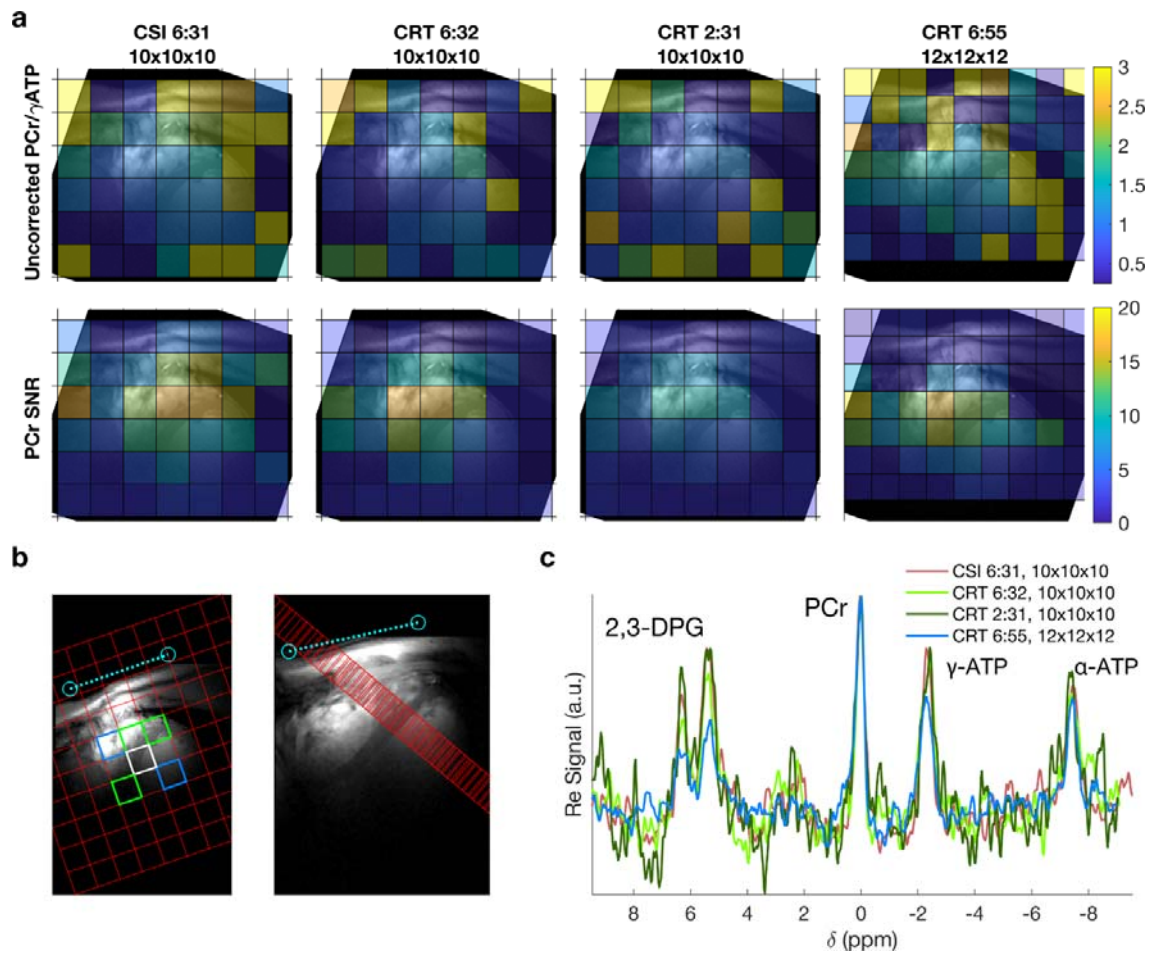 a
CSI 6:31
10x10x10
CRT 6:32
10x10x10
CRT 2:31
10x10x10
CRT 6:55
12x12x12
Uncorrected PCr/γATP
3
2.5
2
1.5
1
0.5
PCr SNR
20
15
10
5
0
b
c
CSI 6:31, 10x10x10
CRT 6:32, 10x10x10
CRT 2:31, 10x10x10
CRT 6:55, 12x12x12
2,3-DPG
PCr
γ-ATP
α-ATP
Re Signal (a.u.)
8 6 4 2 0 -2 -4 -6 -8
δ (ppm)